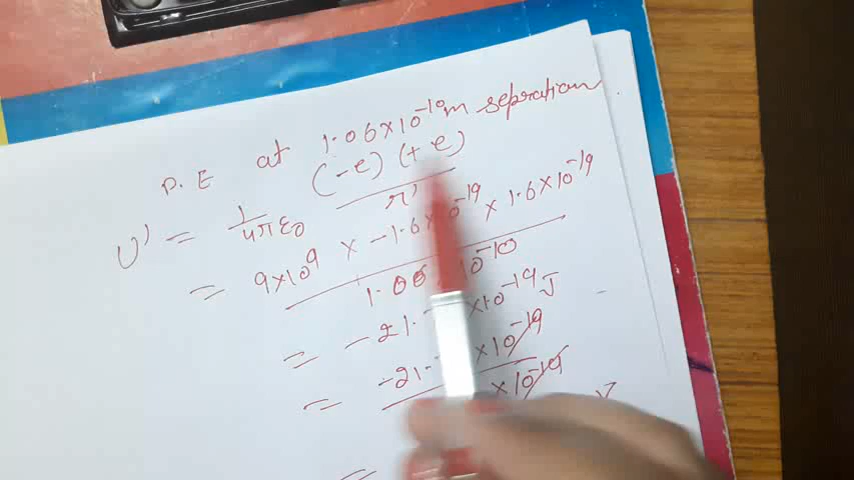 P.E at 1.06×10⁻¹⁰m sepration.
U' = 1/4πε₀ (-e) (+e)/r'
= 9×10⁹ × -1.6×10⁻¹⁹ × 1.6×10⁻¹⁹
10⁻¹⁰
= -21. ×10⁻¹⁹ J
= -21. ×10⁻¹⁹
×10⁻¹⁹
=